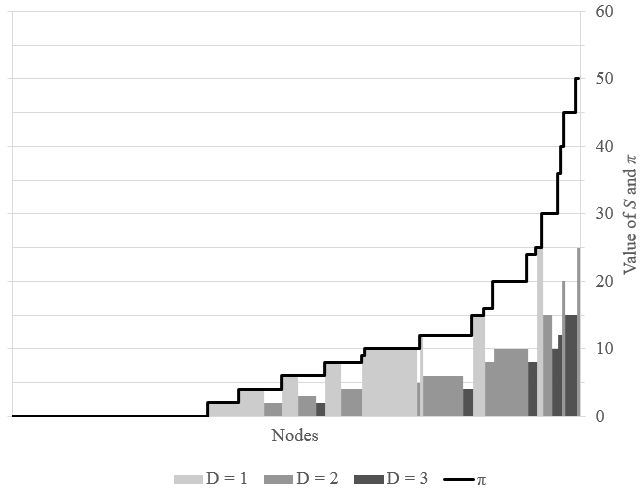 60
50
40
30
20
10
0
Value of S and π
Nodes
D = 1 D = 2 D = 3 π